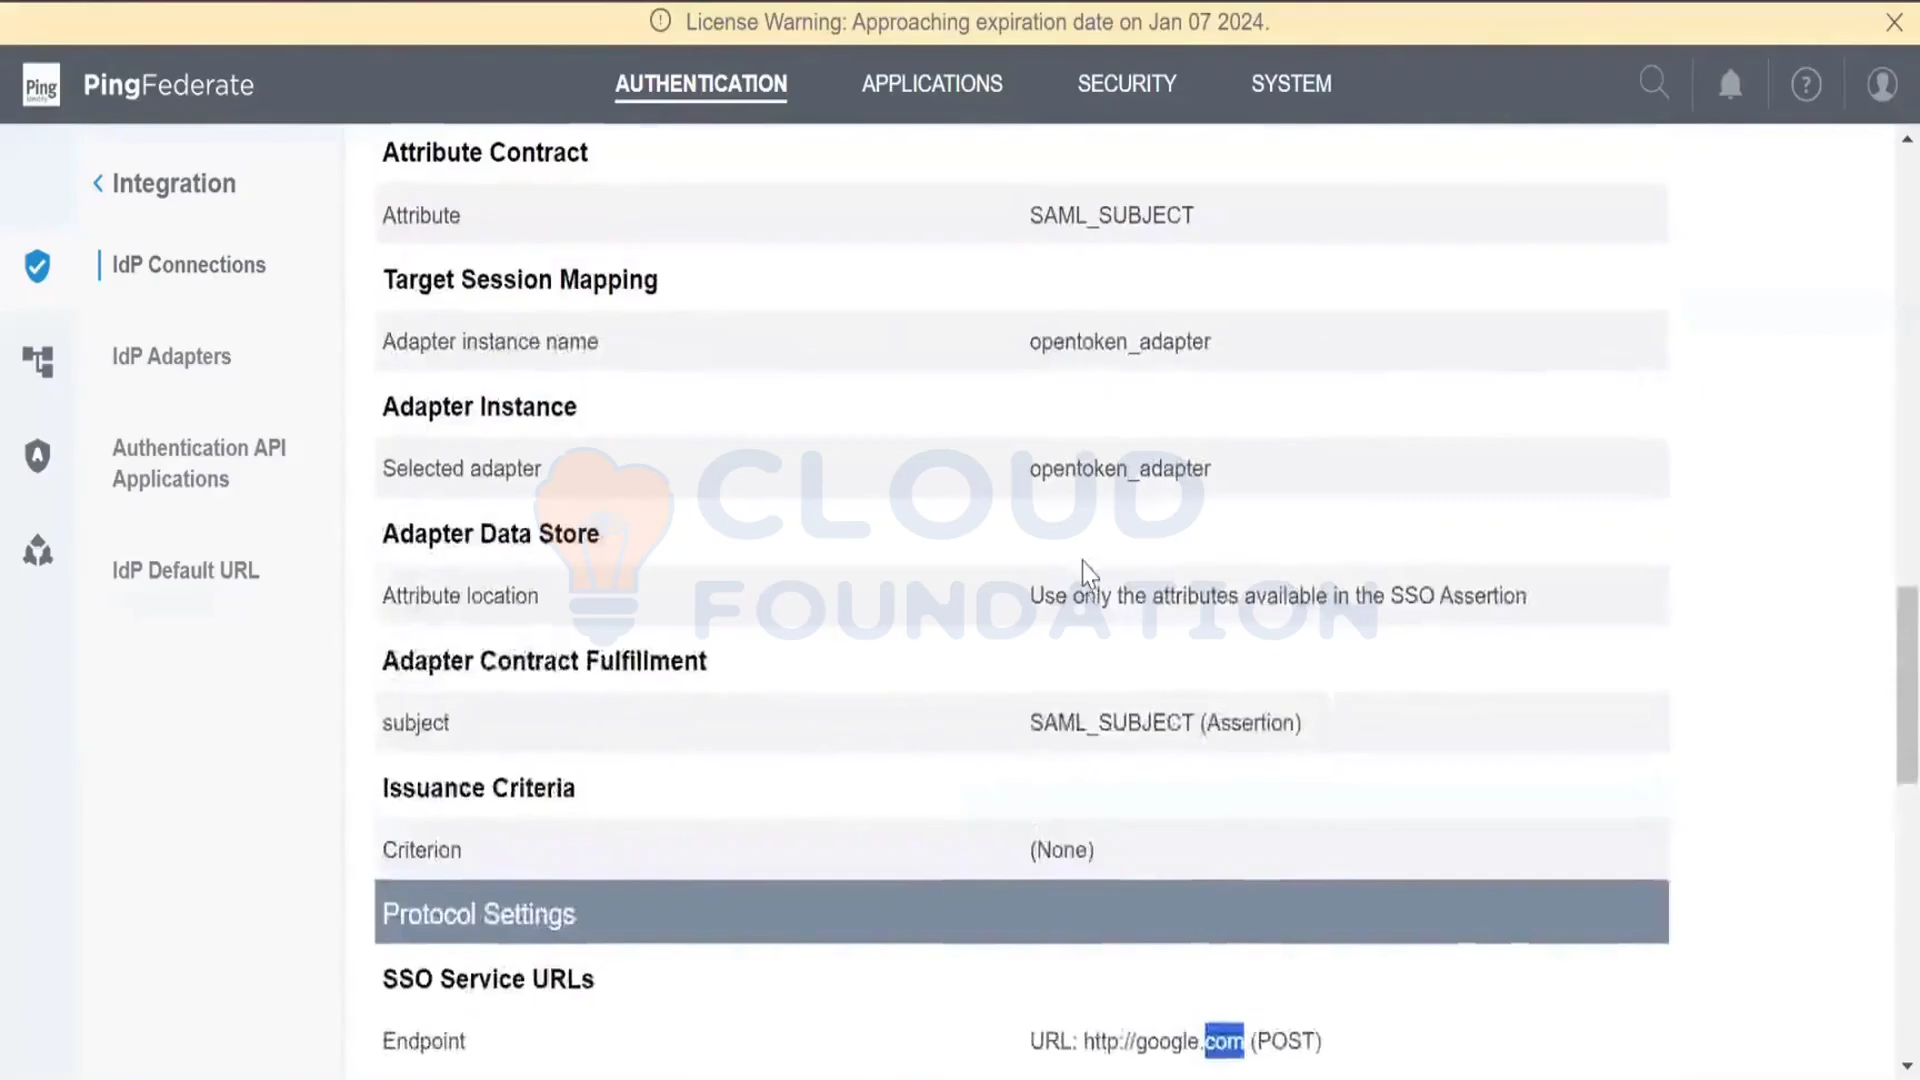 License Warning: Approaching expiration date on Jan 07 2024.
Ping
Identity
PingFederate
AUTHENTICATION
APPLICATIONS
SECURITY
SYSTEM
Integration
IdP Connections
IdP Adapters
Authentication API
Applications
IdP Default URL
Attribute Contract
Attribute SAML_SUBJECT
Target Session Mapping
Adapter instance name opentoken_adapter
Adapter Instance
Selected adapter opentoken_adapter
Adapter Data Store
Attribute location Use only the attributes available in the SSO Assertion
Adapter Contract Fulfillment
subject SAML_SUBJECT (Assertion)
Issuance Criteria
Criterion (None)
Protocol Settings
SSO Service URLs
Endpoint URL: http://google.com (POST)
CLOUD
FOUNDATION